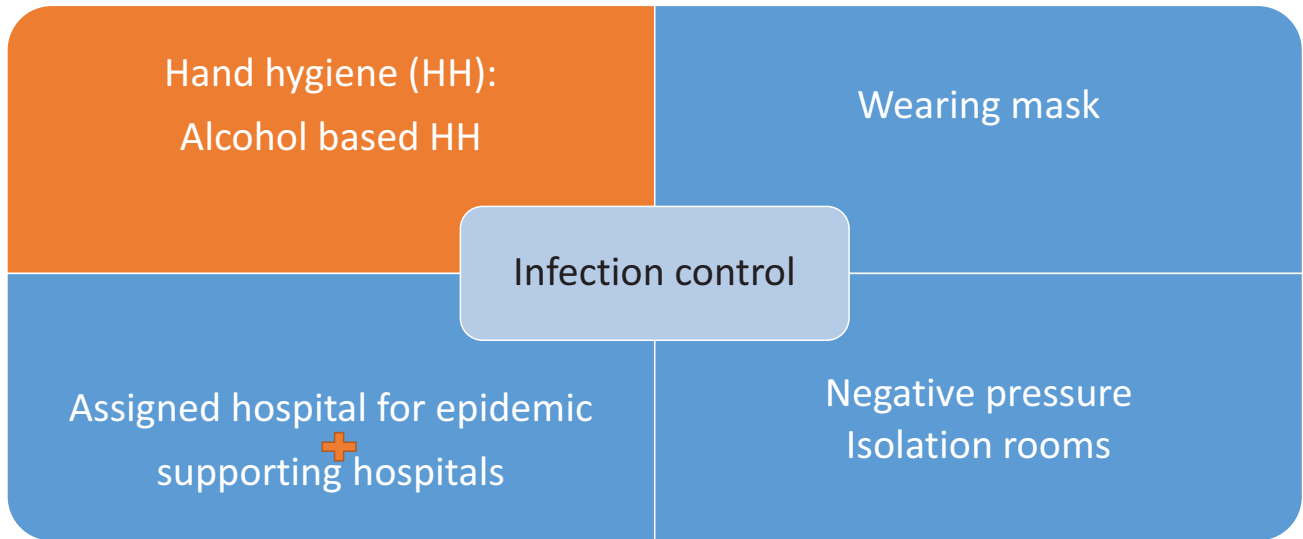 Hand hygiene (HH):
Alcohol based HH
Wearing mask
Infection control
Assigned hospital for epidemic
supporting hospitals
Negative pressure
Isolation rooms